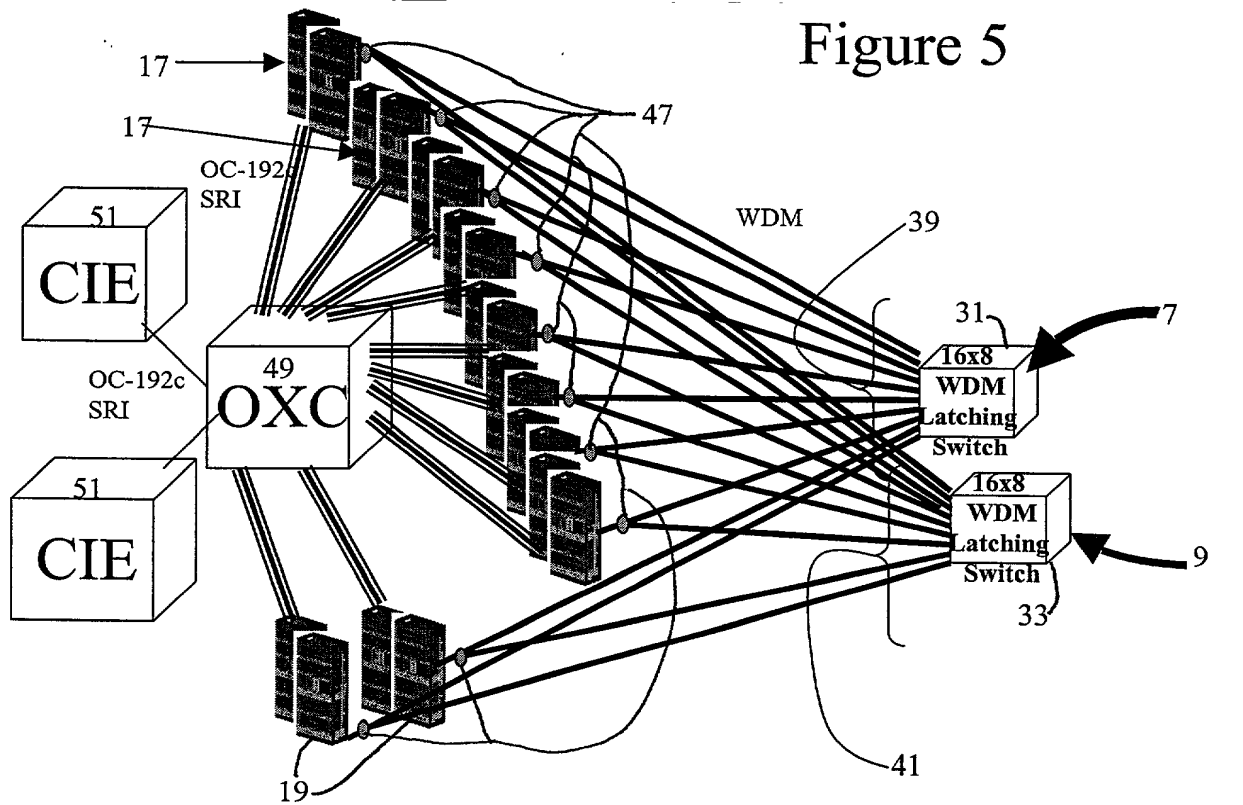 Figure 5
17
17
47
OC-192c
SRI
WDM
39
51
CIE
31
7
16x8
WDM
Latching
Switch
49
OXC
OC-192c
SRI
51
CIE
16x8
WDM
Latching
Switch
9
33
41
19